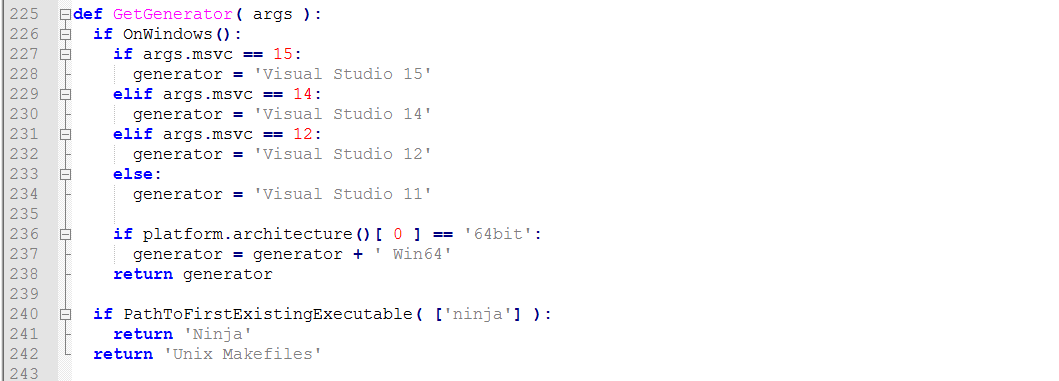 225 def GetGenerator( args ):
226   if OnWindows():
227     if args.msvc == 15:
228       generator = 'Visual Studio 15'
229     elif args.msvc == 14:
230       generator = 'Visual Studio 14'
231     elif args.msvc == 12:
232       generator = 'Visual Studio 12'
233     else:
234       generator = 'Visual Studio 11'
235
236     if platform.architecture()[ 0 ] == '64bit':
237       generator = generator + ' Win64'
238     return generator
239
240   if PathToFirstExistingExecutable( ['ninja'] ):
241     return 'Ninja'
242   return 'Unix Makefiles'
243